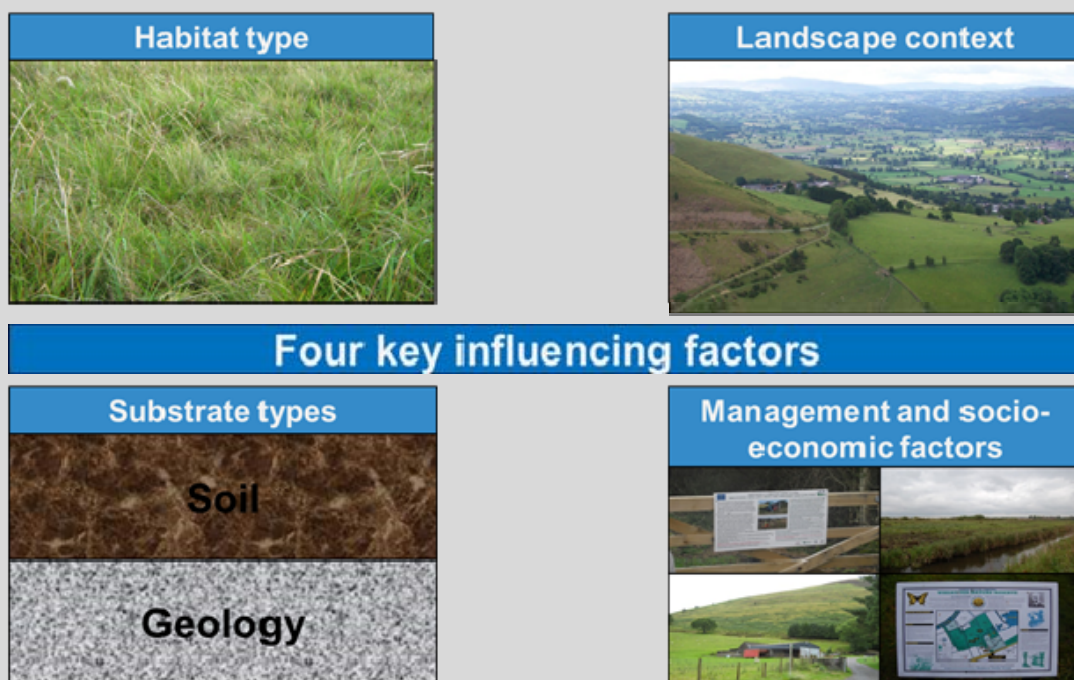 Habitat type
Landscape context
Four key influencing factors
Substrate types
Soil
Geology
Management and socio-
economic factors